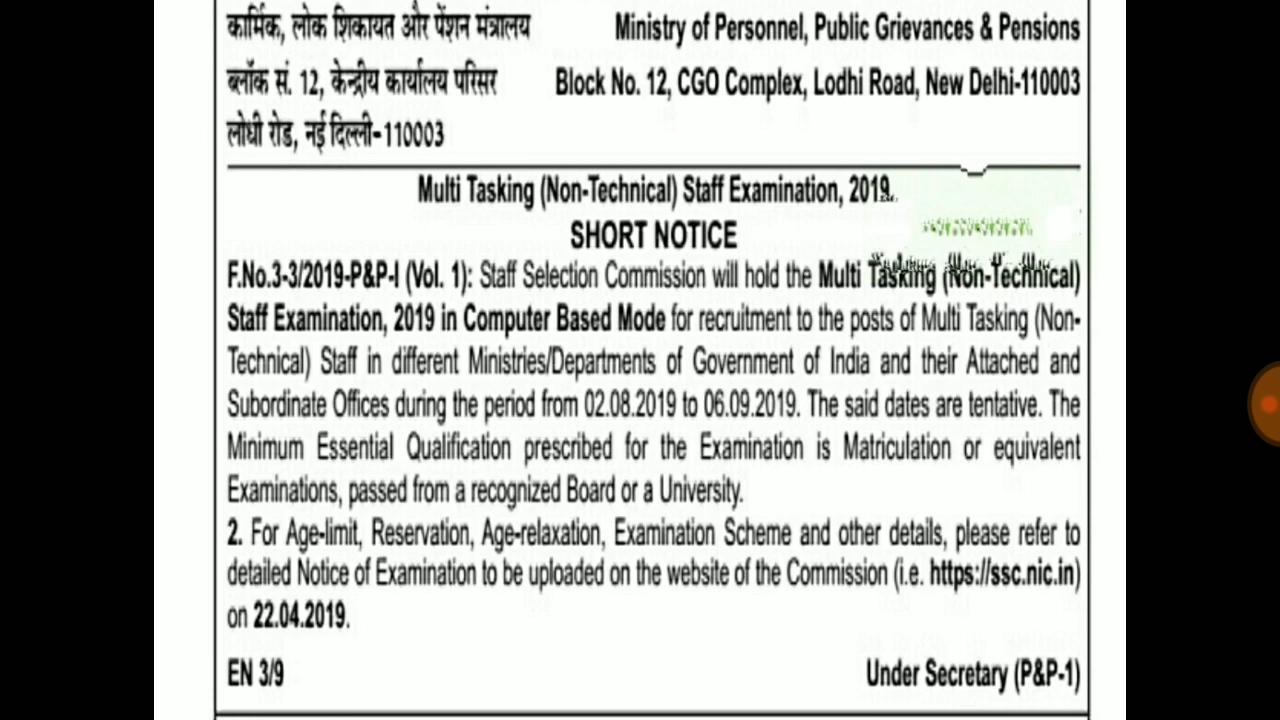 कार्मिक, लोक शिकायत और पेंशन मंत्रालय Ministry of Personnel, Public Grievances & Pensions
ब्लॉक सं. 12, केन्द्रीय कार्यालय परिसर Block No. 12, CGO Complex, Lodhi Road, New Delhi-110003
लोधी रोड, नई दिल्ली-110003
Multi Tasking (Non-Technical) Staff Examination, 2019.
SHORT NOTICE
F.No.3-3/2019-P&P-I (Vol. 1): Staff Selection Commission will hold the Multi Tasking (Non-Technical)
Staff Examination, 2019 in Computer Based Mode for recruitment to the posts of Multi Tasking (Non-
Technical) Staff in different Ministries/Departments of Government of India and their Attached and
Subordinate Offices during the period from 02.08.2019 to 06.09.2019. The said dates are tentative. The
Minimum Essential Qualification prescribed for the Examination is Matriculation or equivalent
Examinations, passed from a recognized Board or a University.
2. For Age-limit, Reservation, Age-relaxation, Examination Scheme and other details, please refer to
detailed Notice of Examination to be uploaded on the website of the Commission (i.e. https://ssc.nic.in)
on 22.04.2019.
EN 3/9 Under Secretary (P&P-1)